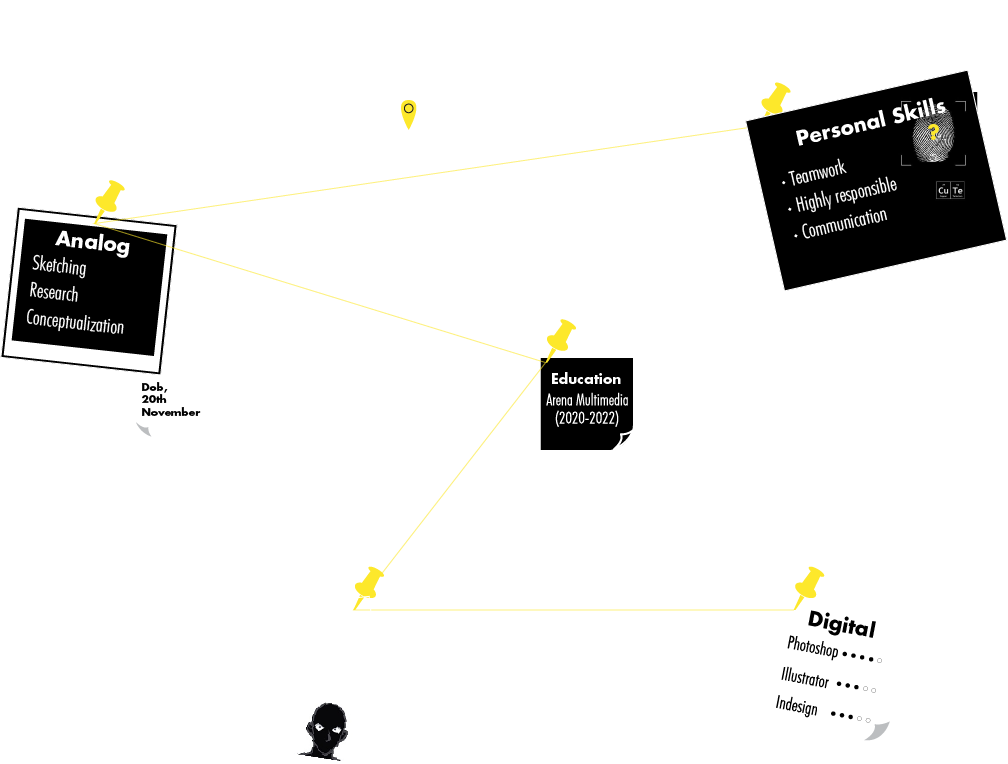 Personal Skills
• Teamwork
• Highly responsible
• Communication
?
Cu Te
Analog
Sketching
Research
Conceptualization
Dob,
20th
November
Education
Arena Multimedia
(2020-2022)
Digital
Photoshop
Illustrator
Indesign